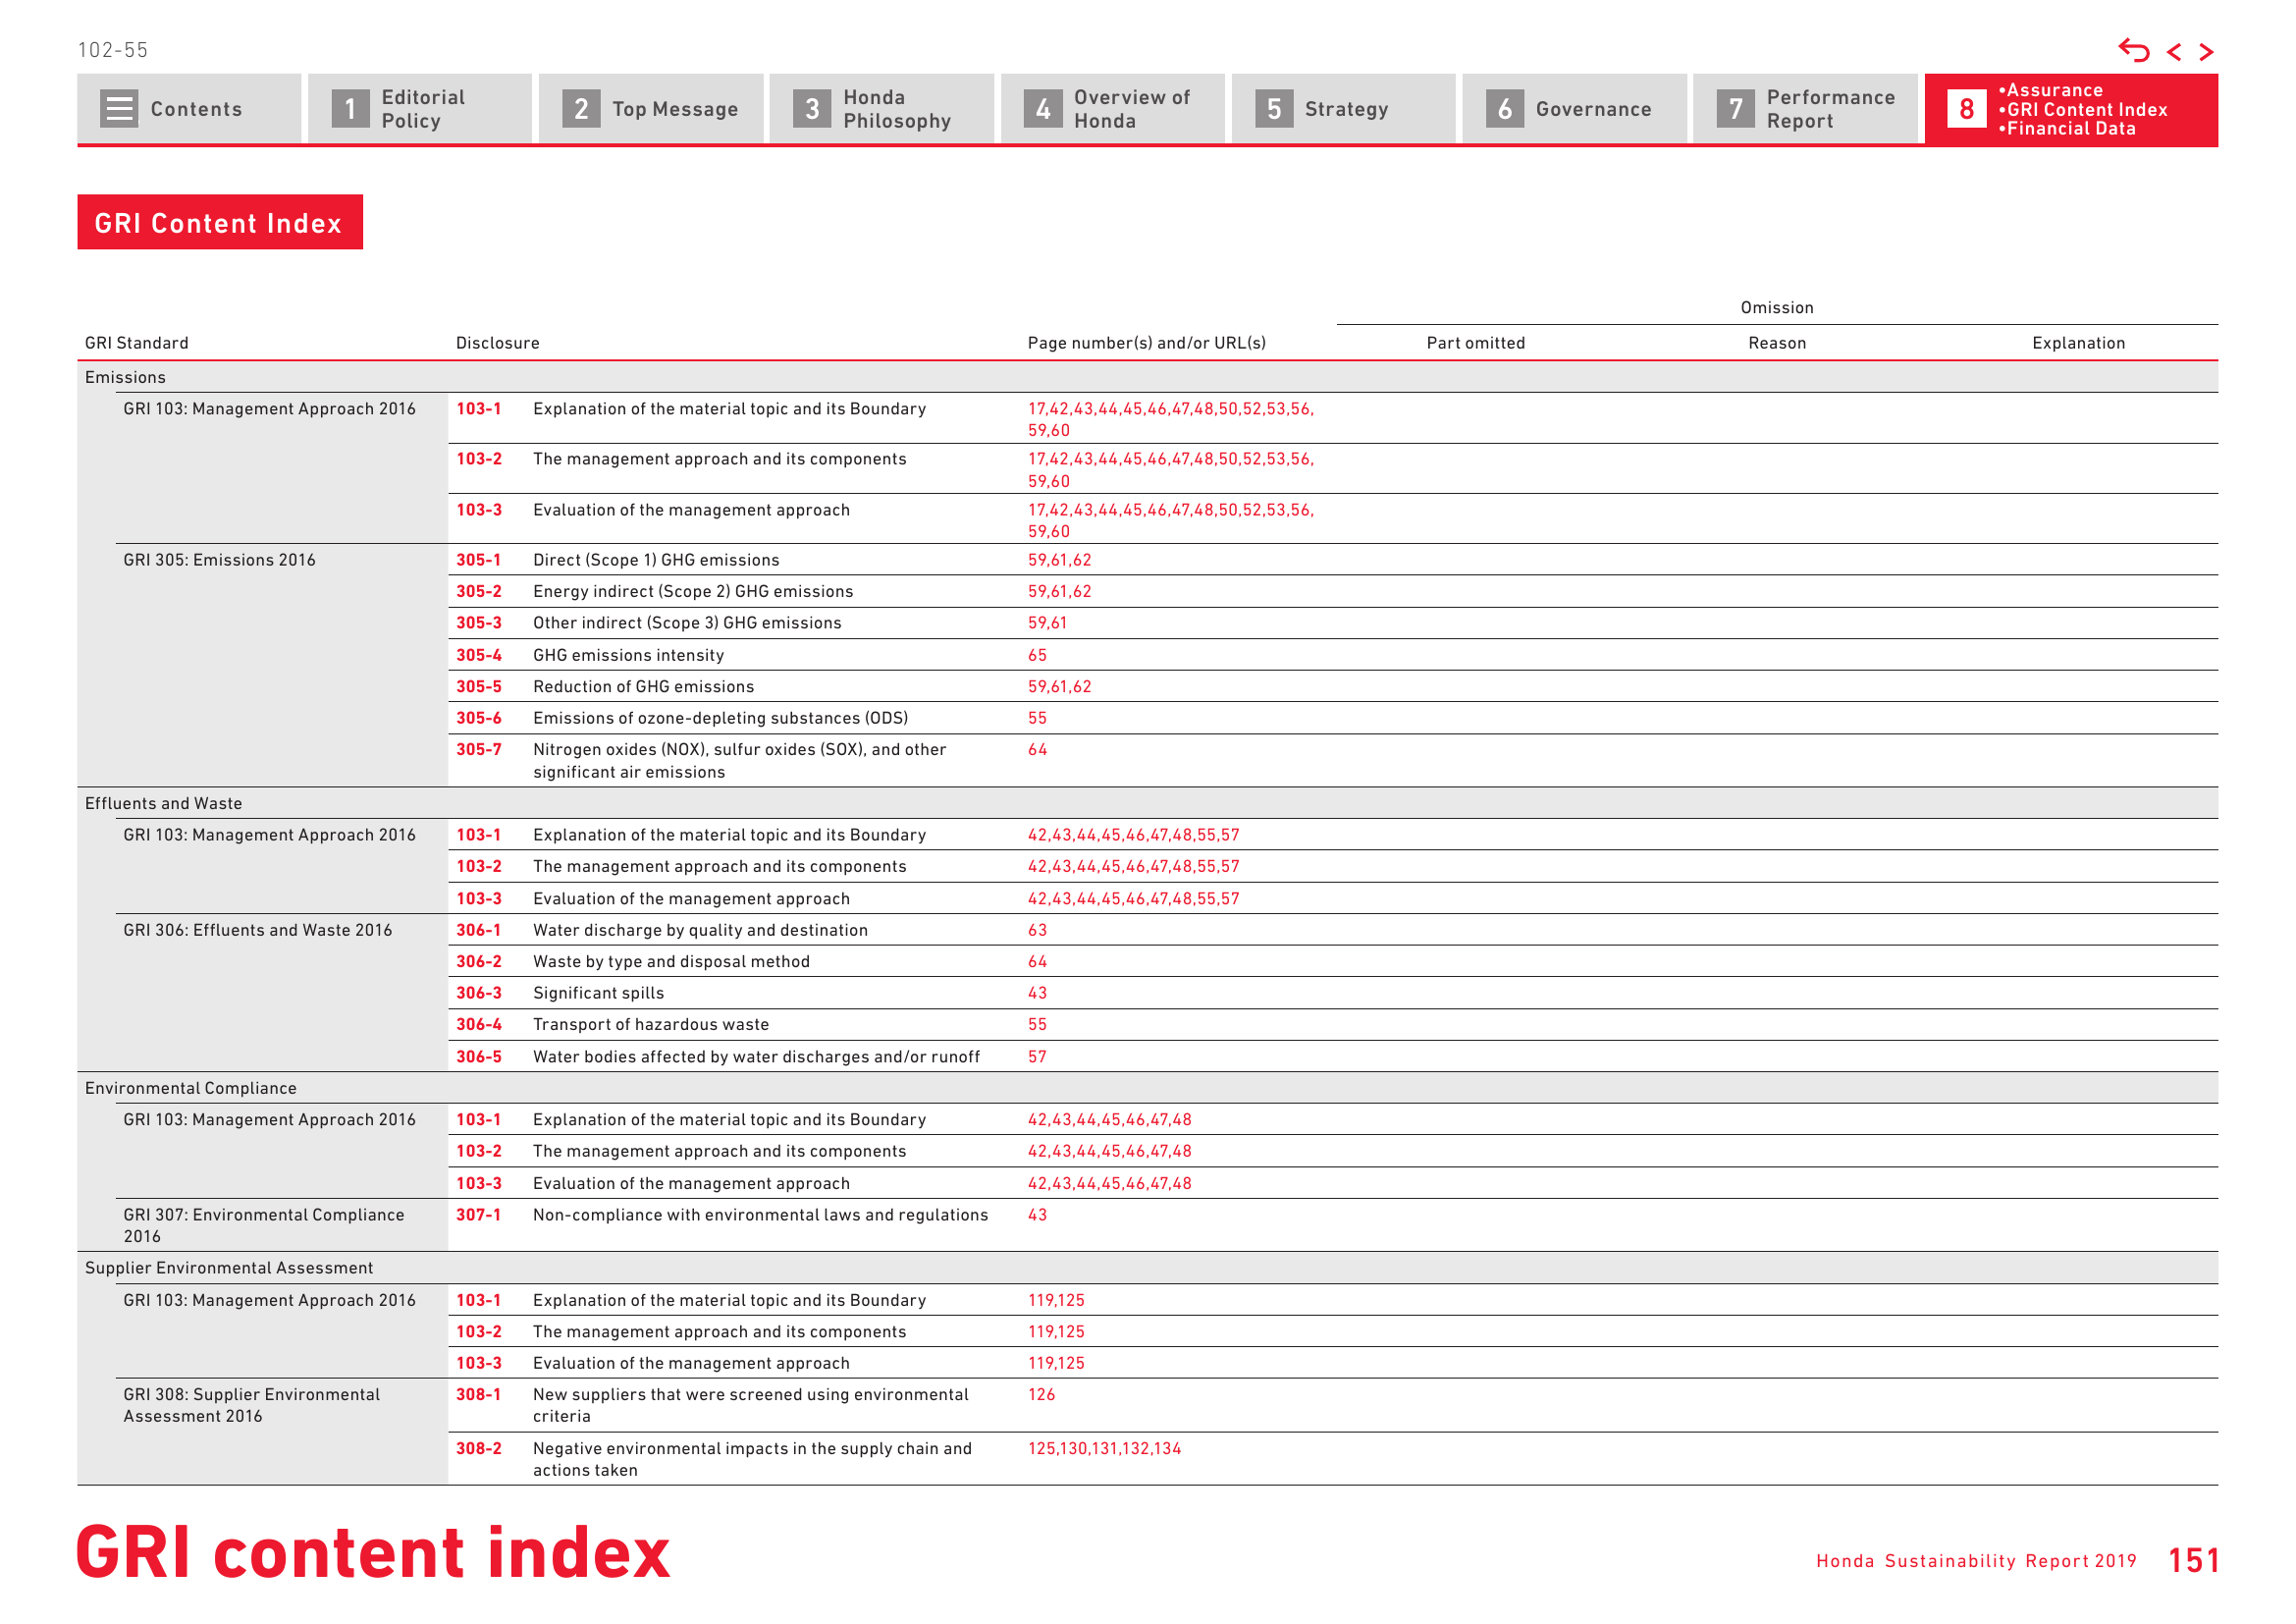 102-55
Contents
1 Editorial
Policy
2 Top Message
3 Honda
Philosophy
4 Overview of
Honda
5 Strategy
6 Governance
7 Performance
Report
8 •Assurance
•GRI Content Index
•Financial Data
GRI Content Index
Omission
GRI Standard Disclosure Page number(s) and/or URL(s) Part omitted Reason Explanation
Emissions
GRI 103: Management Approach 2016 103-1 Explanation of the material topic and its Boundary 17,42,43,44,45,46,47,48,50,52,53,56,
59,60
103-2 The management approach and its components 17,42,43,44,45,46,47,48,50,52,53,56,
59,60
103-3 Evaluation of the management approach 17,42,43,44,45,46,47,48,50,52,53,56,
59,60
GRI 305: Emissions 2016 305-1 Direct (Scope 1) GHG emissions 59,61,62
305-2 Energy indirect (Scope 2) GHG emissions 59,61,62
305-3 Other indirect (Scope 3) GHG emissions 59,61
305-4 GHG emissions intensity 65
305-5 Reduction of GHG emissions 59,61,62
305-6 Emissions of ozone-depleting substances (ODS) 55
305-7 Nitrogen oxides (NOX), sulfur oxides (SOX), and other 64
significant air emissions
Effluents and Waste
GRI 103: Management Approach 2016 103-1 Explanation of the material topic and its Boundary 42,43,44,45,46,47,48,55,57
103-2 The management approach and its components 42,43,44,45,46,47,48,55,57
103-3 Evaluation of the management approach 42,43,44,45,46,47,48,55,57
GRI 306: Effluents and Waste 2016 306-1 Water discharge by quality and destination 63
306-2 Waste by type and disposal method 64
306-3 Significant spills 43
306-4 Transport of hazardous waste 55
306-5 Water bodies affected by water discharges and/or runoff 57
Environmental Compliance
GRI 103: Management Approach 2016 103-1 Explanation of the material topic and its Boundary 42,43,44,45,46,47,48
103-2 The management approach and its components 42,43,44,45,46,47,48
103-3 Evaluation of the management approach 42,43,44,45,46,47,48
GRI 307: Environmental Compliance 307-1 Non-compliance with environmental laws and regulations 43
2016
Supplier Environmental Assessment
GRI 103: Management Approach 2016 103-1 Explanation of the material topic and its Boundary 119,125
103-2 The management approach and its components 119,125
103-3 Evaluation of the management approach 119,125
GRI 308: Supplier Environmental 308-1 New suppliers that were screened using environmental 126
Assessment 2016 criteria
308-2 Negative environmental impacts in the supply chain and 125,130,131,132,134
actions taken
GRI content index
Honda Sustainability Report 2019 151